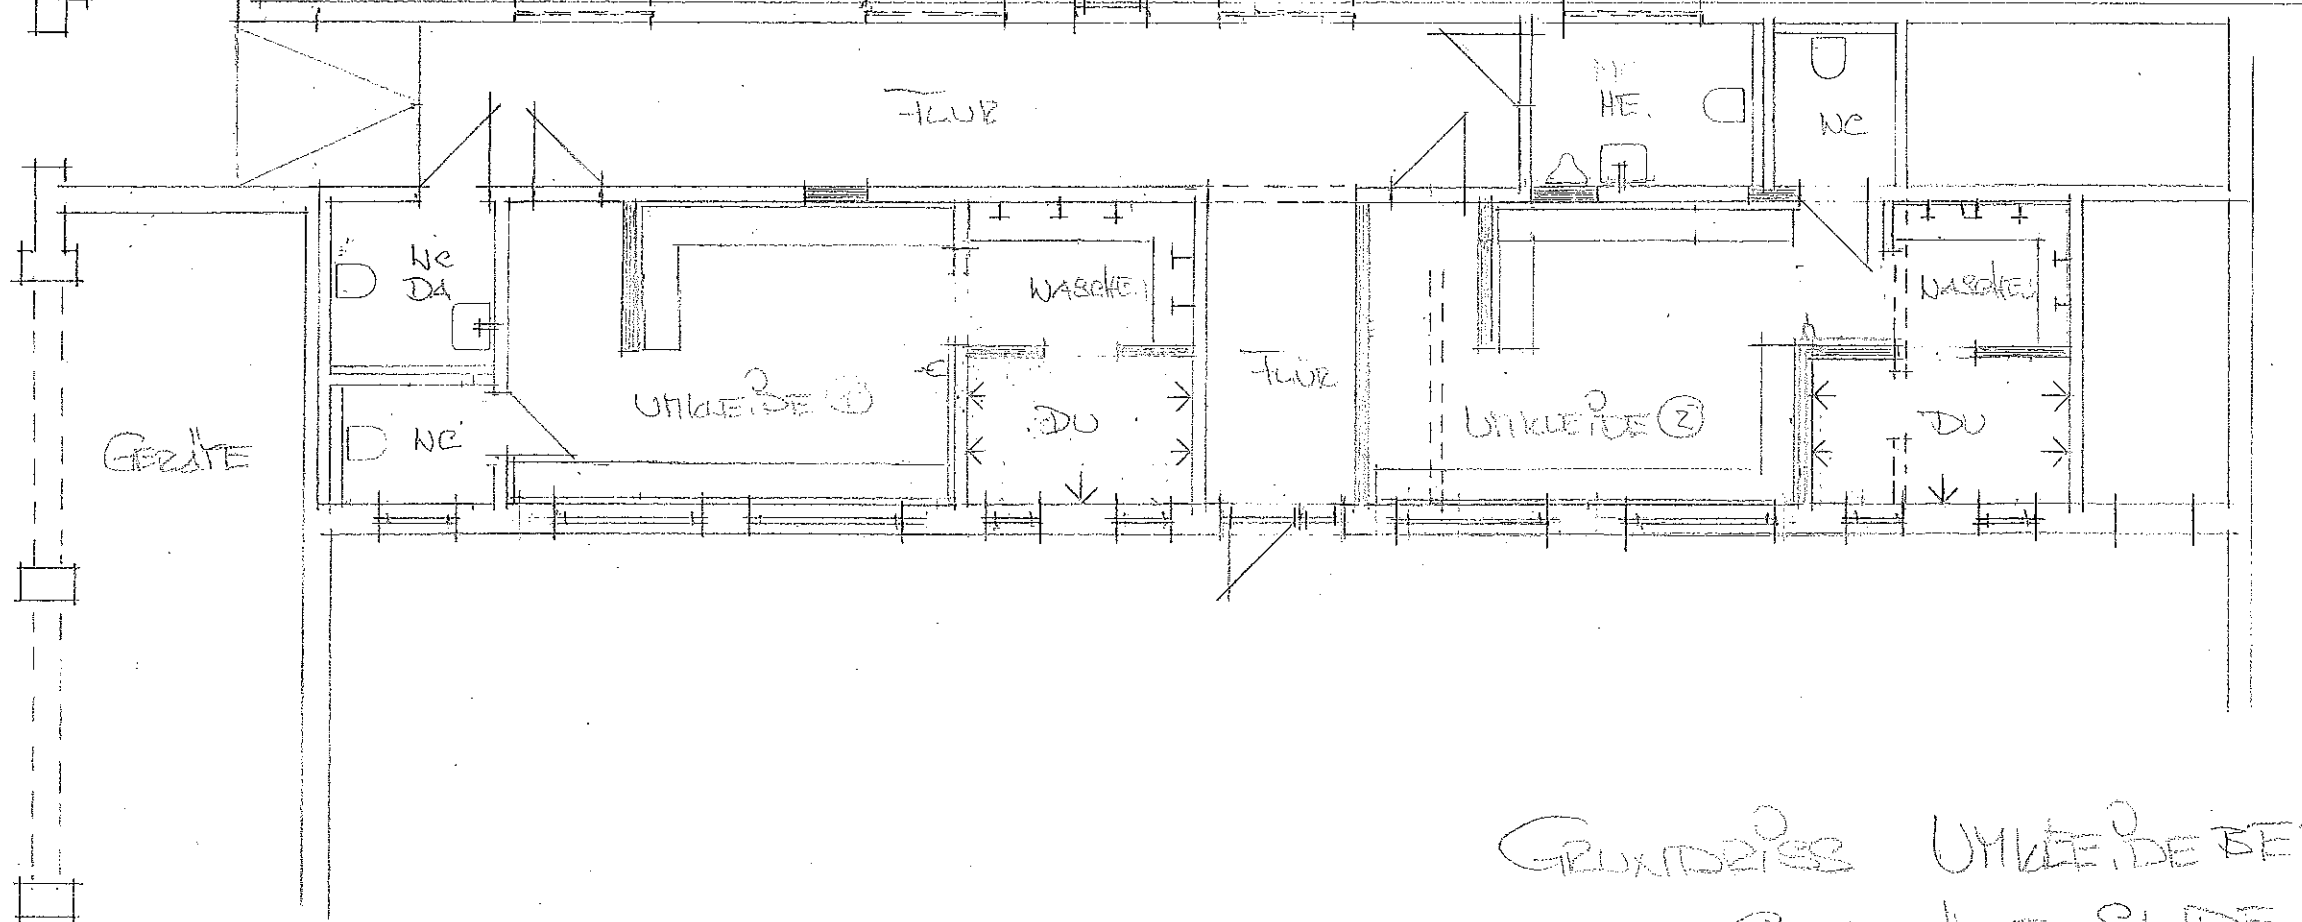 FLUR
HE.
WC
WC
DA
WASCHEN
WASCHEN
FLUR
UMKLEIDE ①
DU
UMKLEIDE ②
DU
WC
GERÄTE
GRUNDRISS UMKLEIDEBE